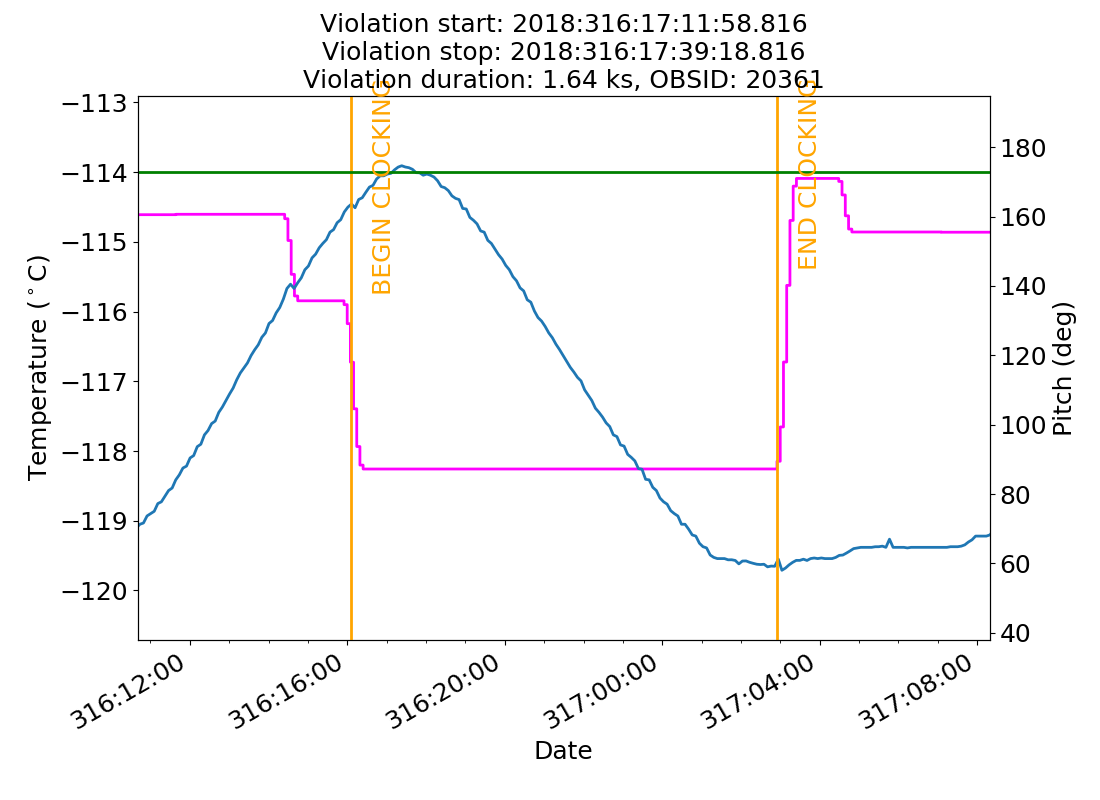 Violation start: 2018:316:17:11:58.816
Violation stop: 2018:316:17:39:18.816
Violation duration: 1.64 ks, OBSID: 20361
BEGIN CLOCKING
END CLOCKING
−113
−114
−115
−116
−117
−118
−119
−120
Temperature (°C)
180
160
140
120
100
80
60
40
Pitch (deg)
316:12:00
316:16:00
316:20:00
317:00:00
317:04:00
317:08:00
Date